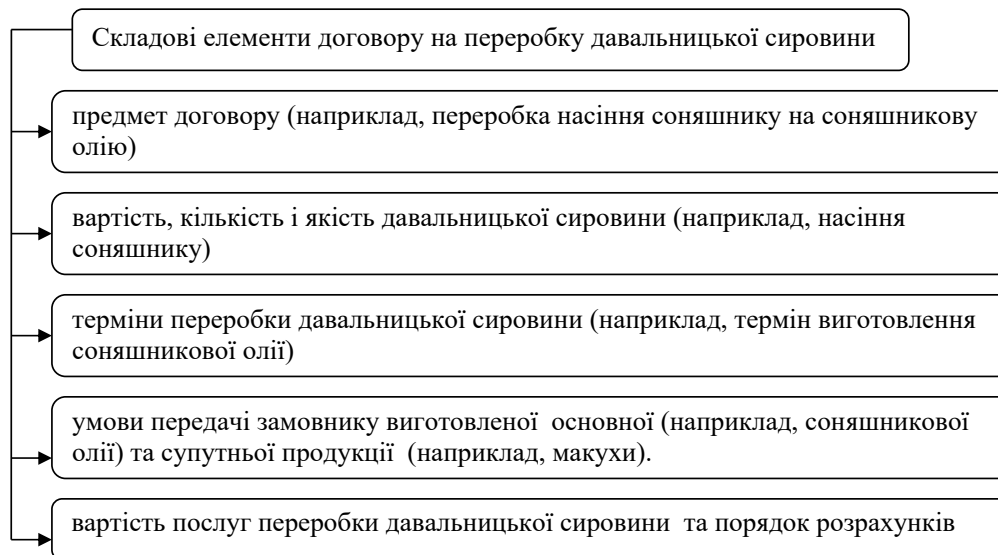 Складові елементи договору на переробку давальницької сировини
предмет договору (наприклад, переробка насіння соняшнику на соняшникову
олію)
вартість, кількість і якість давальницької сировини (наприклад, насіння
соняшнику)
терміни переробки давальницької сировини (наприклад, термін виготовлення
соняшникової олії)
умови передачі замовнику виготовленої основної (наприклад, соняшникової
олії) та супутньої продукції (наприклад, макухи).
вартість послуг переробки давальницької сировини та порядок розрахунків